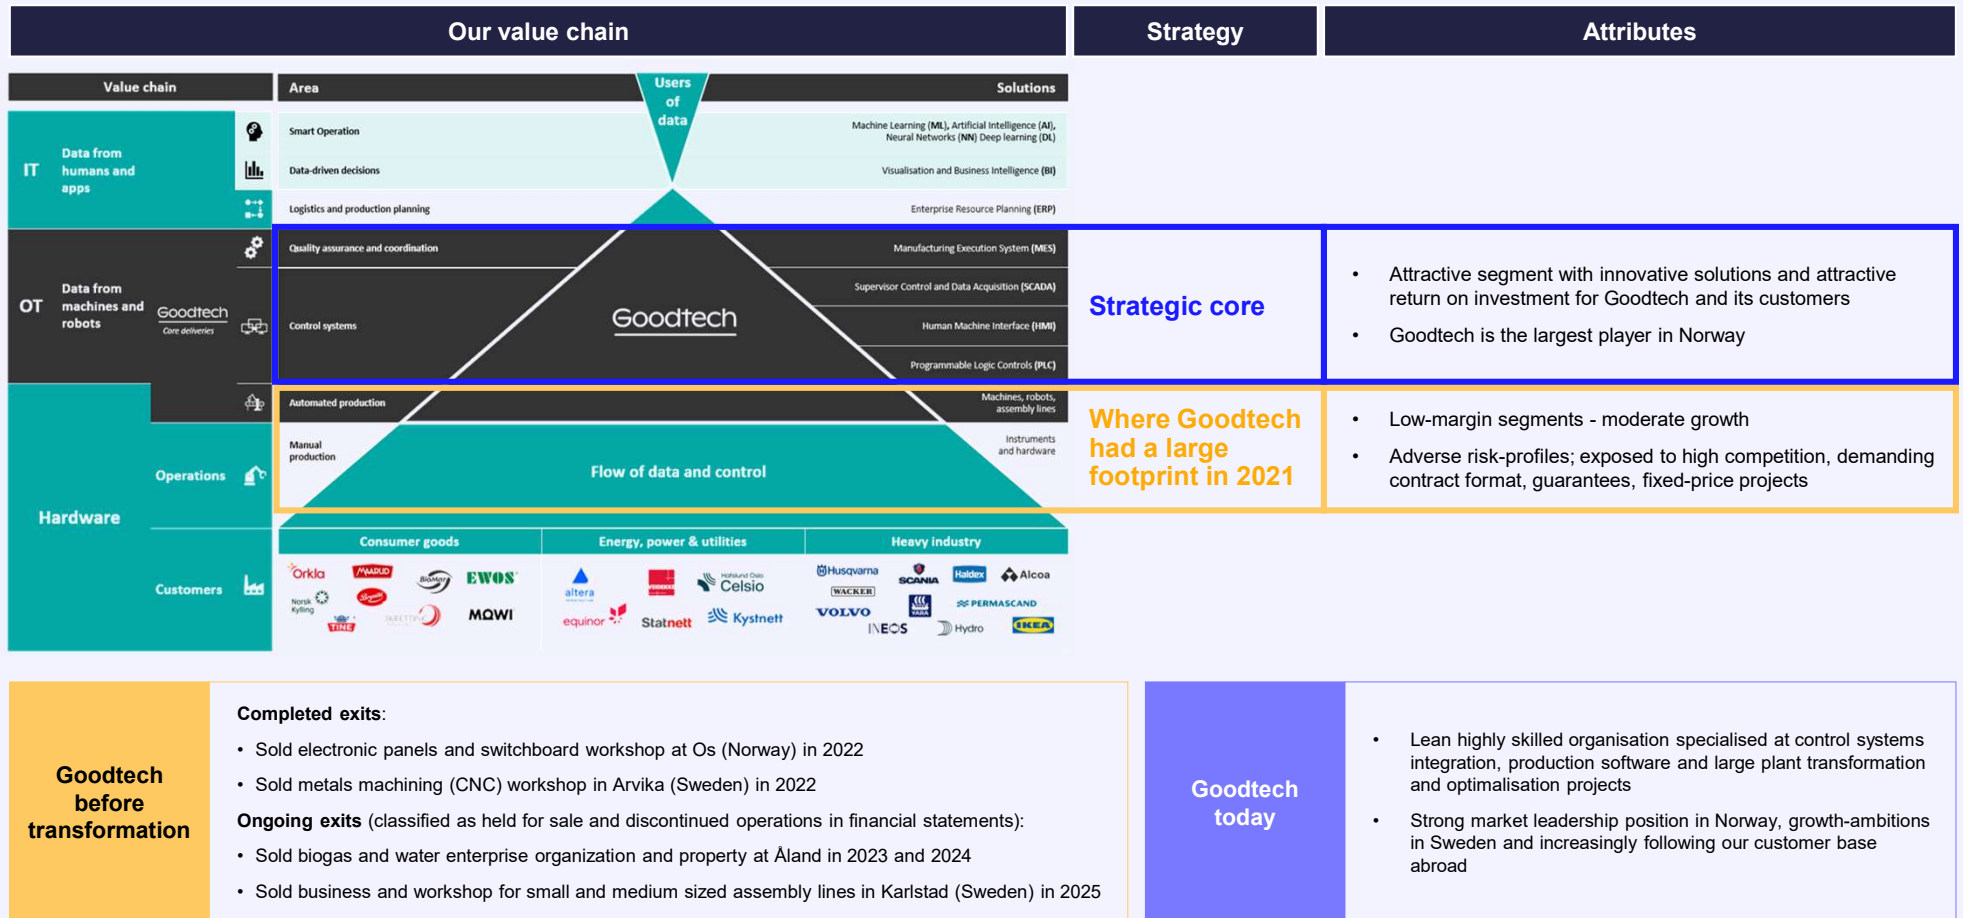 Our value chain
Strategy
Attributes
Value chain
Area
Users
of
data
Solutions
IT
Data from
humans and
apps
Smart Operation
Machine Learning (ML), Artificial Intelligence (AI),
Neural Networks (NN) Deep learning (DL)
Data-driven decisions
Visualisation and Business Intelligence (BI)
Logistics and production planning
Enterprise Resource Planning (ERP)
OT
Data from
machines and
robots
Goodtech
Core deliveries
Quality assurance and coordination
Manufacturing Execution System (MES)
Control systems
Goodtech
Supervisor Control and Data Acquisition (SCADA)
Human Machine Interface (HMI)
Programmable Logic Controls (PLC)
Strategic core
• Attractive segment with innovative solutions and attractive
return on investment for Goodtech and its customers
• Goodtech is the largest player in Norway
Hardware
Automated production
Machines, robots,
assembly lines
Operations
Manual
production
Instruments
and hardware
Flow of data and control
Where Goodtech
had a large
footprint in 2021
• Low-margin segments - moderate growth
• Adverse risk-profiles; exposed to high competition, demanding
contract format, guarantees, fixed-price projects
Customers
Consumer goods
Energy, power & utilities
Heavy industry
Orkla
MAARUD
BioMar
EWOS
Norsk
Kylling
TINE
MOWI
altera
Hafslund Oslo
Celsio
equinor
Statnett
Kystnett
Husqvarna
SCANIA
Haldex
Alcoa
WACKER
VOLVO
YARA
PERMASCAND
INEOS
Hydro
IKEA
Goodtech
before
transformation
Completed exits:
• Sold electronic panels and switchboard workshop at Os (Norway) in 2022
• Sold metals machining (CNC) workshop in Arvika (Sweden) in 2022
Ongoing exits (classified as held for sale and discontinued operations in financial statements):
• Sold biogas and water enterprise organization and property at Åland in 2023 and 2024
• Sold business and workshop for small and medium sized assembly lines in Karlstad (Sweden) in 2025
Goodtech
today
• Lean highly skilled organisation specialised at control systems
integration, production software and large plant transformation
and optimalisation projects
• Strong market leadership position in Norway, growth-ambitions
in Sweden and increasingly following our customer base
abroad